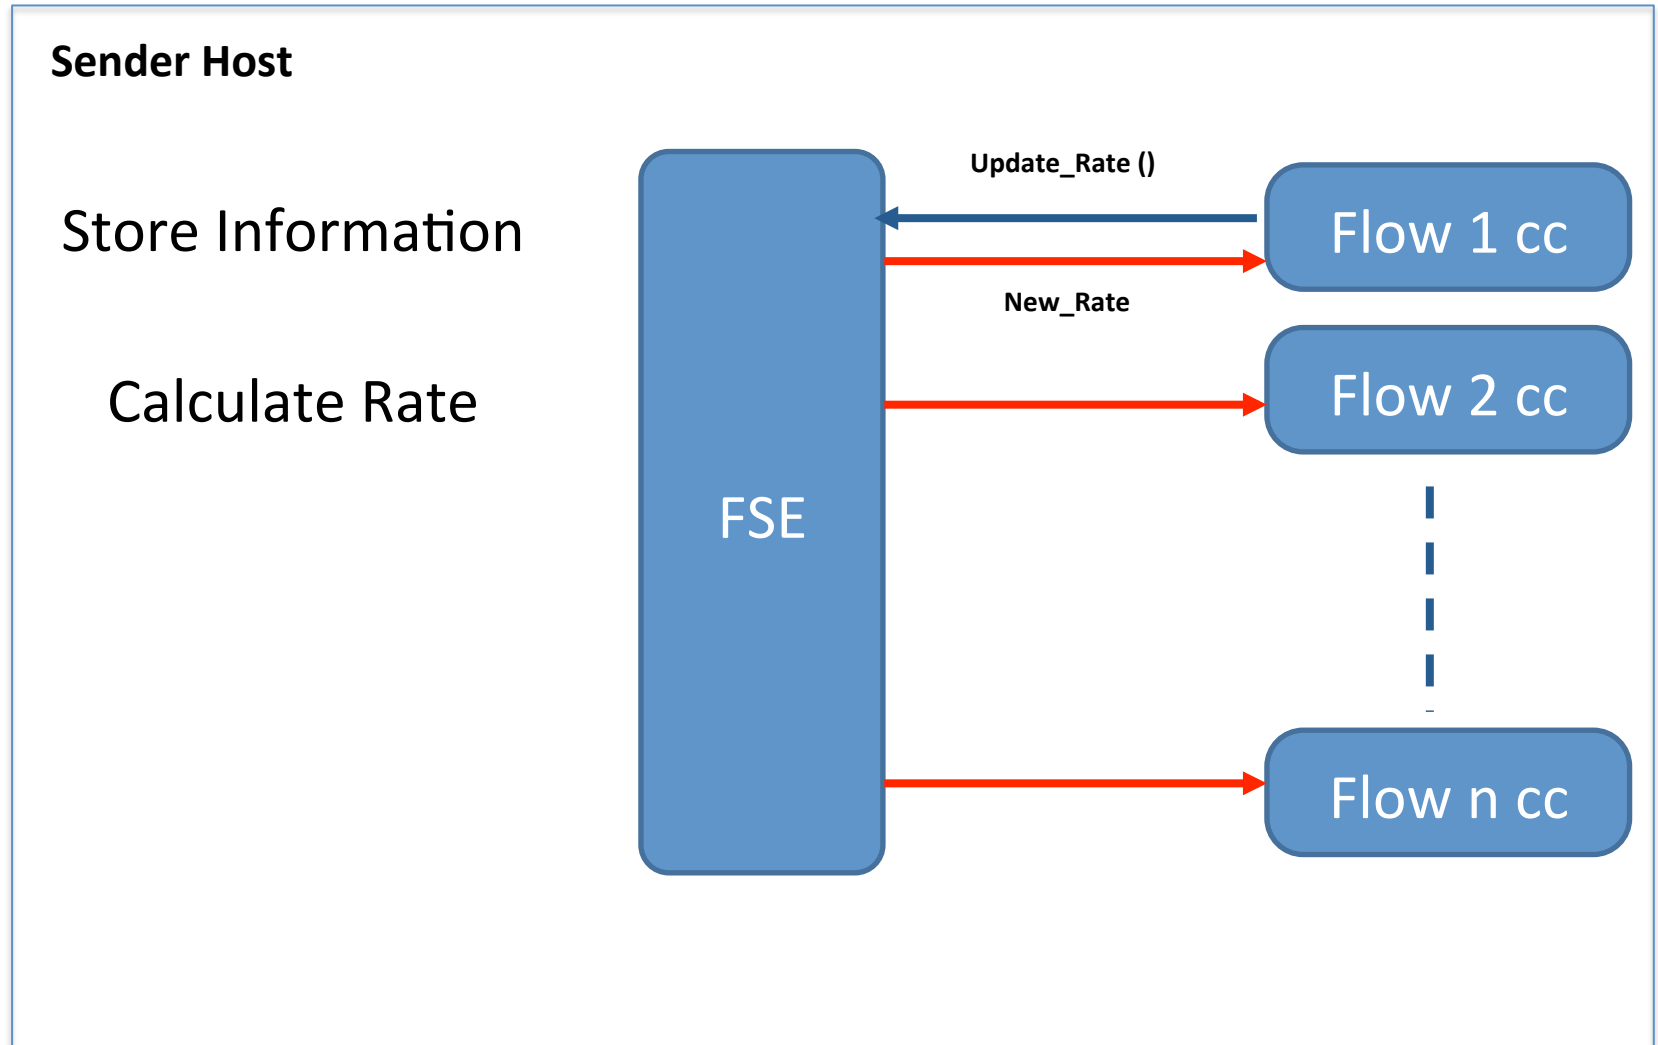 Sender Host
Update_Rate ()
Store Information
Flow 1 cc
New_Rate
Calculate Rate
Flow 2 cc
FSE
Flow n cc